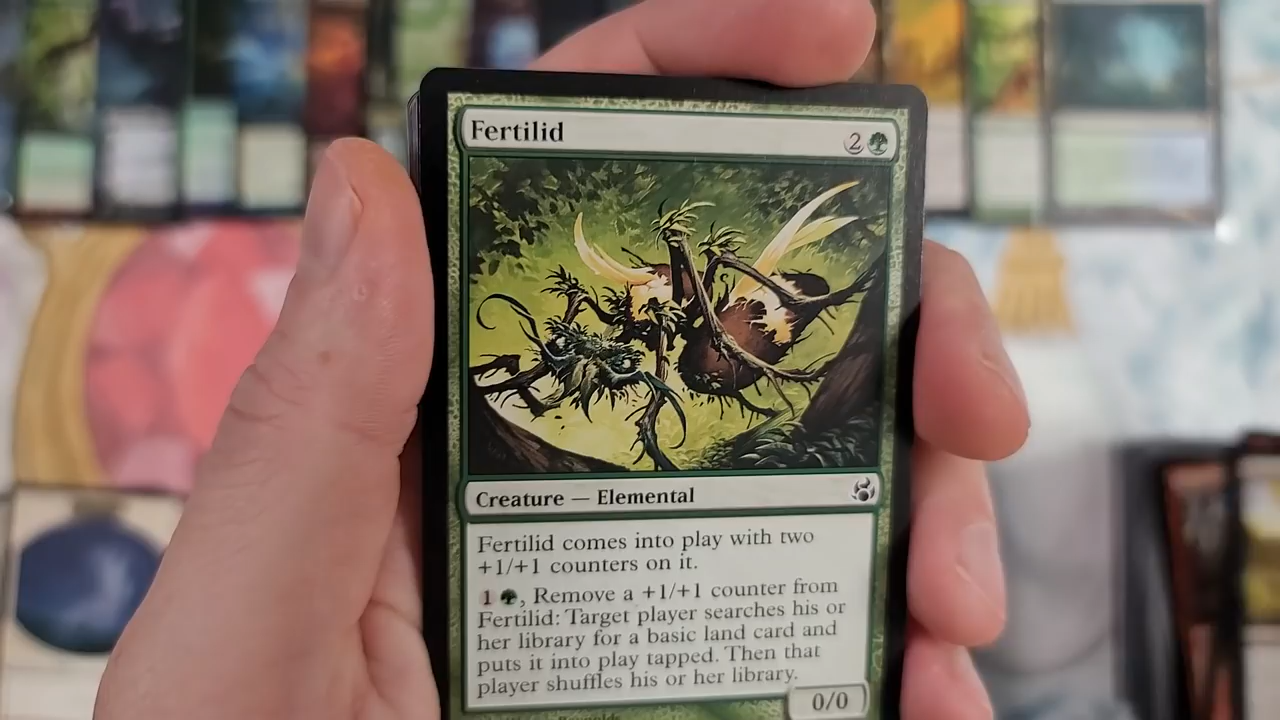 Fertilid 2
Creature — Elemental
Fertilid comes into play with two
+1/+1 counters on it.
1 , Remove a +1/+1 counter from
Fertilid: Target player searches his or
her library for a basic land card and
puts it into play tapped. Then that
player shuffles his or her library.
0/0